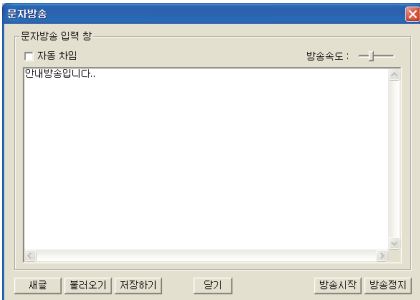 문자방송
문자방송 입력 창
자동 차임 방송속도 :
안내방송입니다..
새글 불러오기 저장하기 닫기 방송시작 방송정지